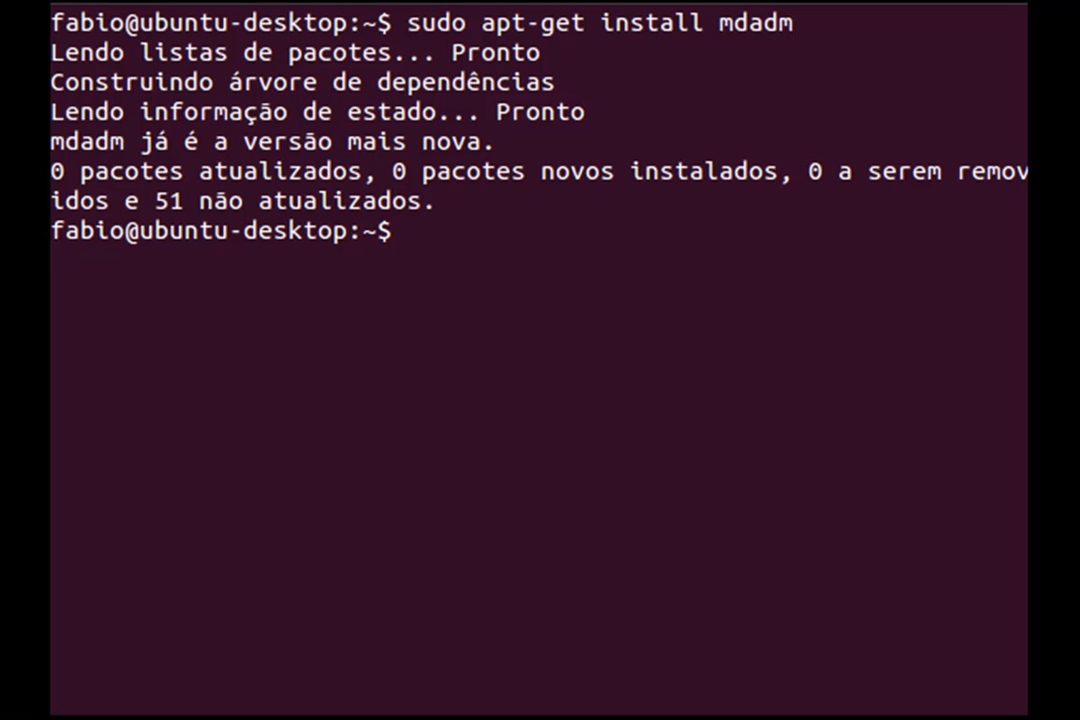 fabio@ubuntu-desktop:~$ sudo apt-get install mdadm
Lendo listas de pacotes... Pronto
Construindo árvore de dependências
Lendo informação de estado... Pronto
mdadm já é a versão mais nova.
0 pacotes atualizados, 0 pacotes novos instalados, 0 a serem remov
idos e 51 não atualizados.
fabio@ubuntu-desktop:~$